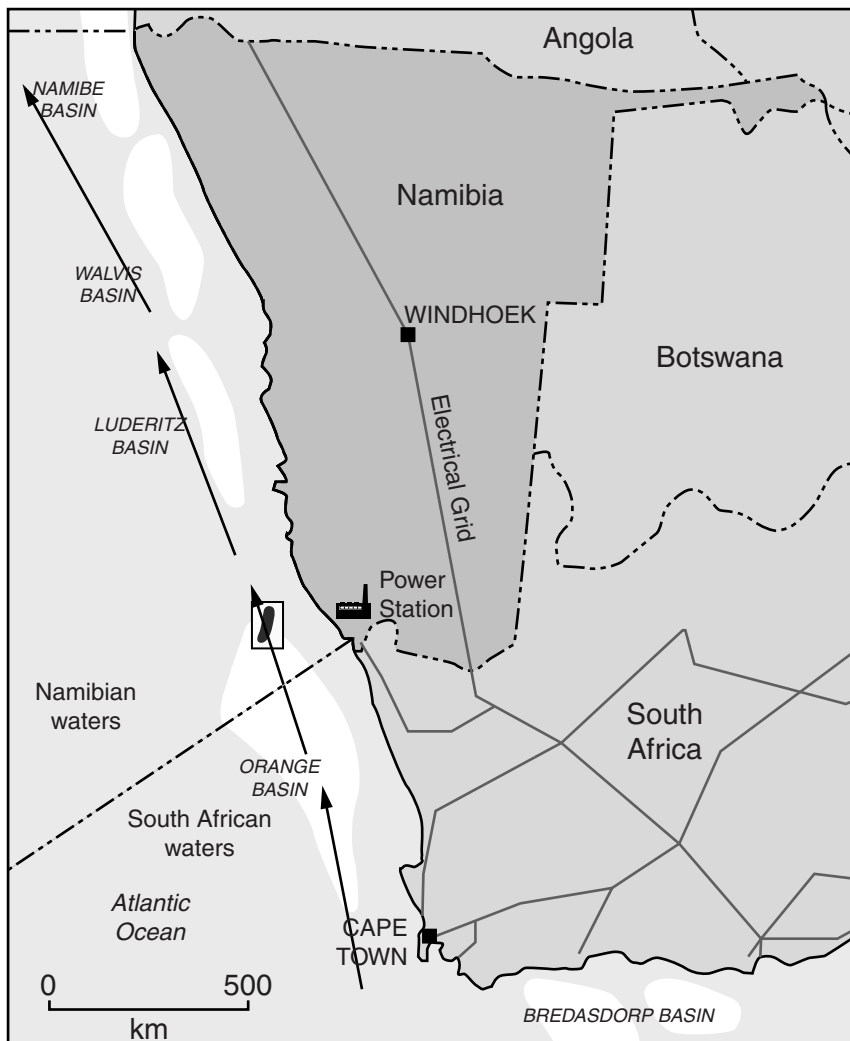 Angola
NAMIBE
BASIN
Namibia
WALVIS
BASIN
WINDHOEK
Botswana
LUDERITZ
BASIN
Electrical Grid
Power
Station
Namibian
waters
South
Africa
ORANGE
BASIN
South African
waters
Atlantic
Ocean
CAPE
TOWN
0 500
km
BREDASDORP BASIN